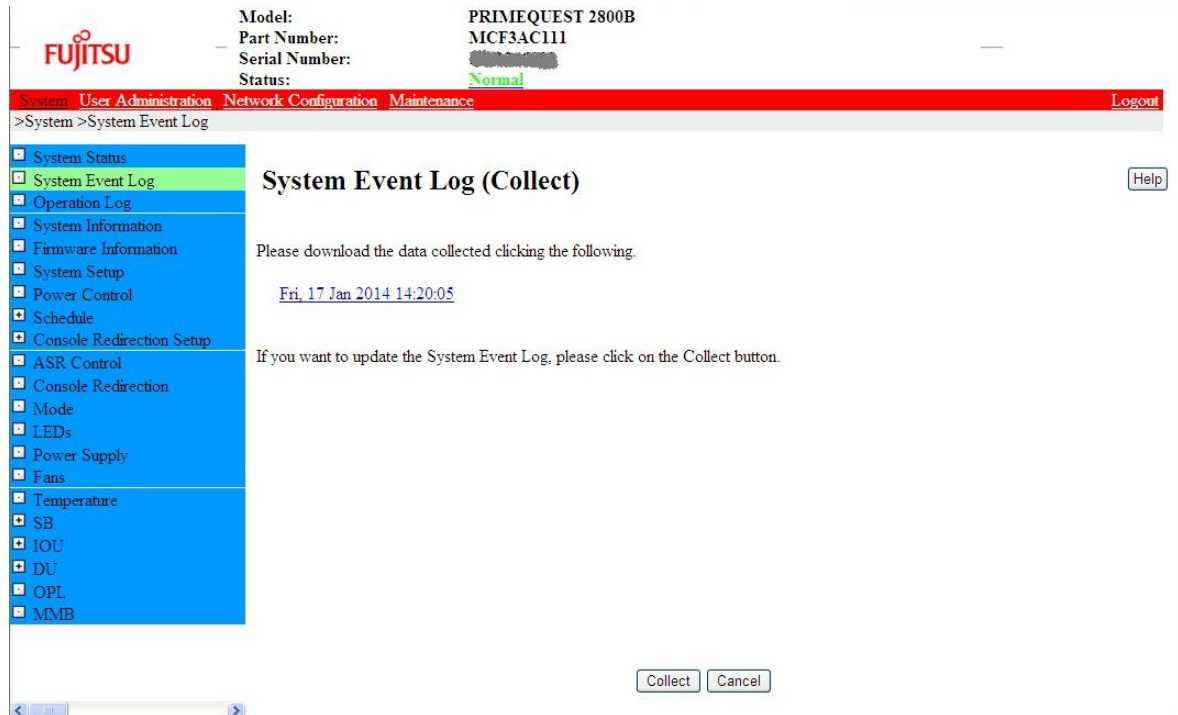 FUJITSU
Model: PRIMEQUEST 2800B
Part Number: MCF3AC111
Serial Number:
Status: Normal
System User Administration Network Configuration Maintenance Logout
>System >System Event Log
System Status
System Event Log
Operation Log
System Information
Firmware Information
System Setup
Power Control
Schedule
Console Redirection Setup
ASR Control
Console Redirection
Mode
LEDs
Power Supply
Fans
Temperature
SB
IOU
DU
OPL
MMB
System Event Log (Collect)
Help
Please download the data collected clicking the following.
Fri, 17 Jan 2014 14:20:05
If you want to update the System Event Log, please click on the Collect button.
Collect Cancel